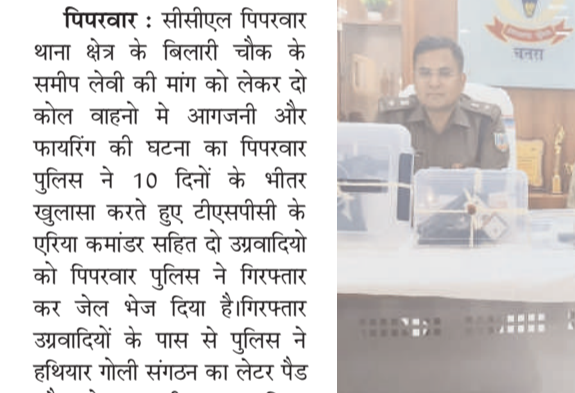 पिपरवार : सीसीएल पिपरवार
थाना क्षेत्र के बिलारी चौक के
समीप लेवी की मांग को लेकर दो
कोल वाहनो मे आगजनी और
फायरिंग की घटना का पिपरवार
पुलिस ने 10 दिनों के भीतर
खुलासा करते हुए टीएसपीसी के
एरिया कमांडर सहित दो उग्रवादियो
को पिपरवार पुलिस ने गिरफ्तार
कर जेल भेज दिया है।गिरफ्तार
उग्रवादियों के पास से पुलिस ने
हथियार गोली संगठन का लेटर पैड
चतरा